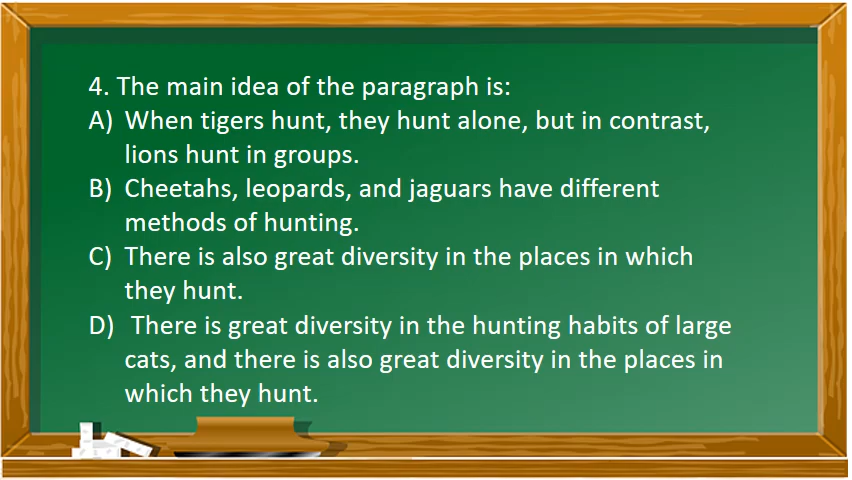 4. The main idea of the paragraph is:
A) When tigers hunt, they hunt alone, but in contrast,
lions hunt in groups.
B) Cheetahs, leopards, and jaguars have different
methods of hunting.
C) There is also great diversity in the places in which
they hunt.
D) There is great diversity in the hunting habits of large
cats, and there is also great diversity in the places in
which they hunt.